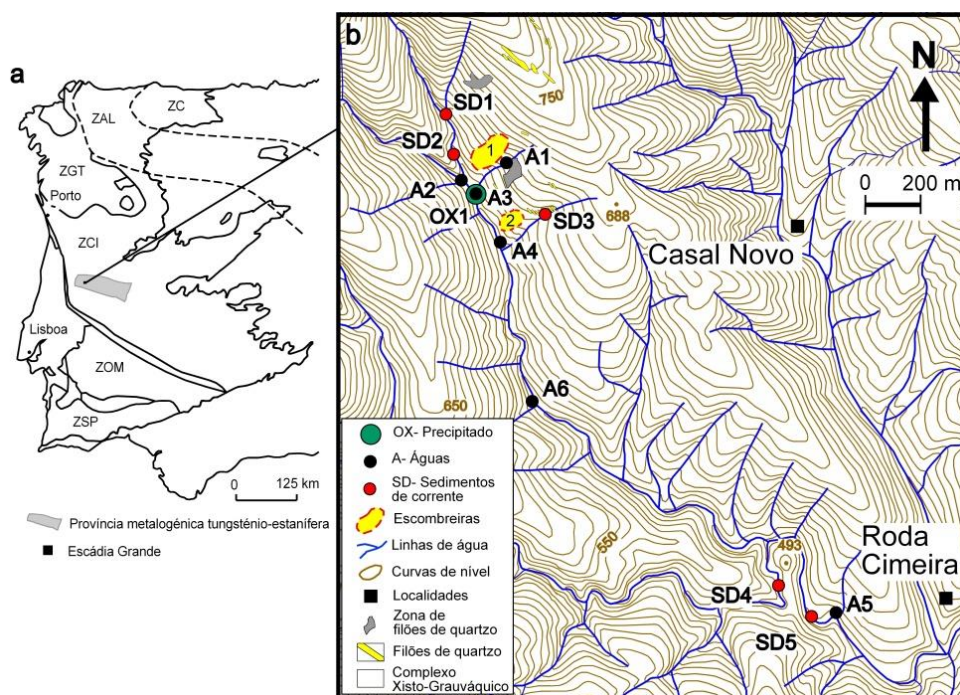 a
ZC
ZAL
ZGT
Porto
ZCI
Lisboa
ZOM
ZSP
0 125 km
Província metalogénica tungsténio-estanífera
Escádia Grande
b
N
750
SD1
SD2
1
A1
A2
A3
OX1
2
SD3
A4
688
0 200 m
Casal Novo
650
A6
550
493
Roda
Cimeira
SD4
A5
SD5
OX- Precipitado
A- Águas
SD- Sedimentos
de corrente
Escombreiras
Linhas de água
Curvas de nível
Localidades
Zona de
filões de quartzo
Filões de quartzo
Complexo
Xisto-Grauváquico